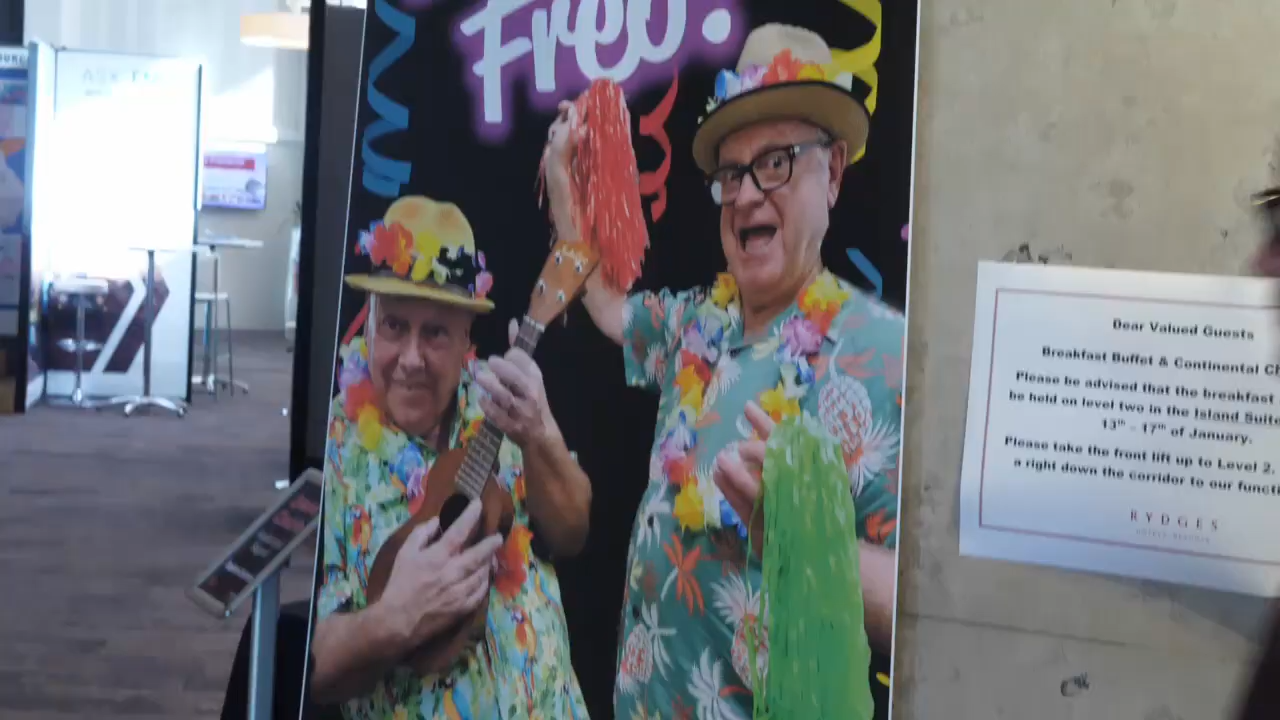 Free!
Dear Valued Guests
Breakfast Buffet & Continental
Please be advised that the breakfast
be held on level two in the Island Suite
13th - 17th of January.
Please take the front lift up to Level 2.
a right down the corridor to our
RYDGES
HOTELS RESORTS